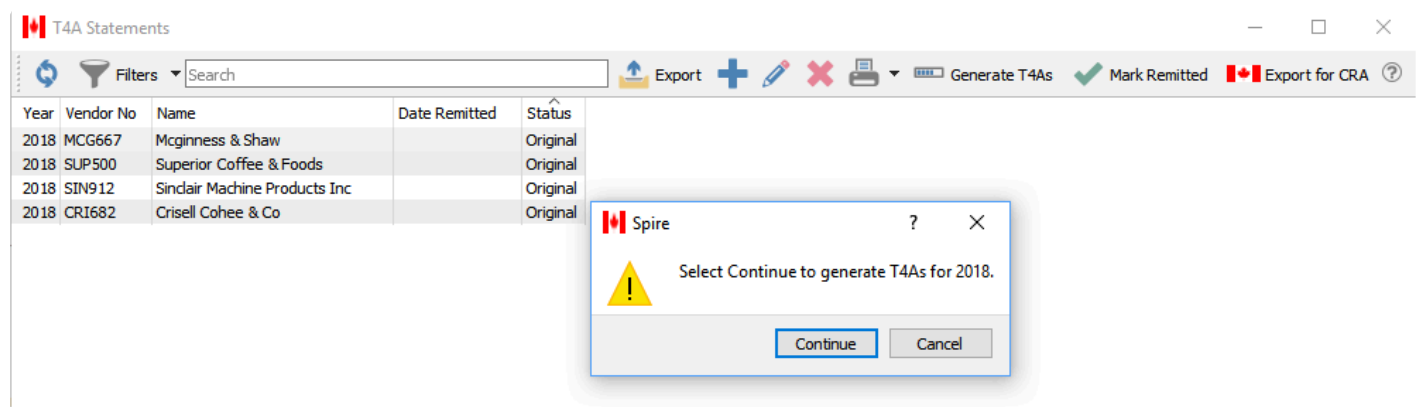 T4A Statements
Filters Search Export Generate T4As Mark Remitted Export for CRA ?
Year Vendor No Name Date Remitted Status
2018 MCG667 Mcginness & Shaw Original
2018 SUP500 Superior Coffee & Foods Original
2018 SIN912 Sinclair Machine Products Inc Original
2018 CRI682 Crisell Cohee & Co Original
Spire ?
Select Continue to generate T4As for 2018.
Continue Cancel